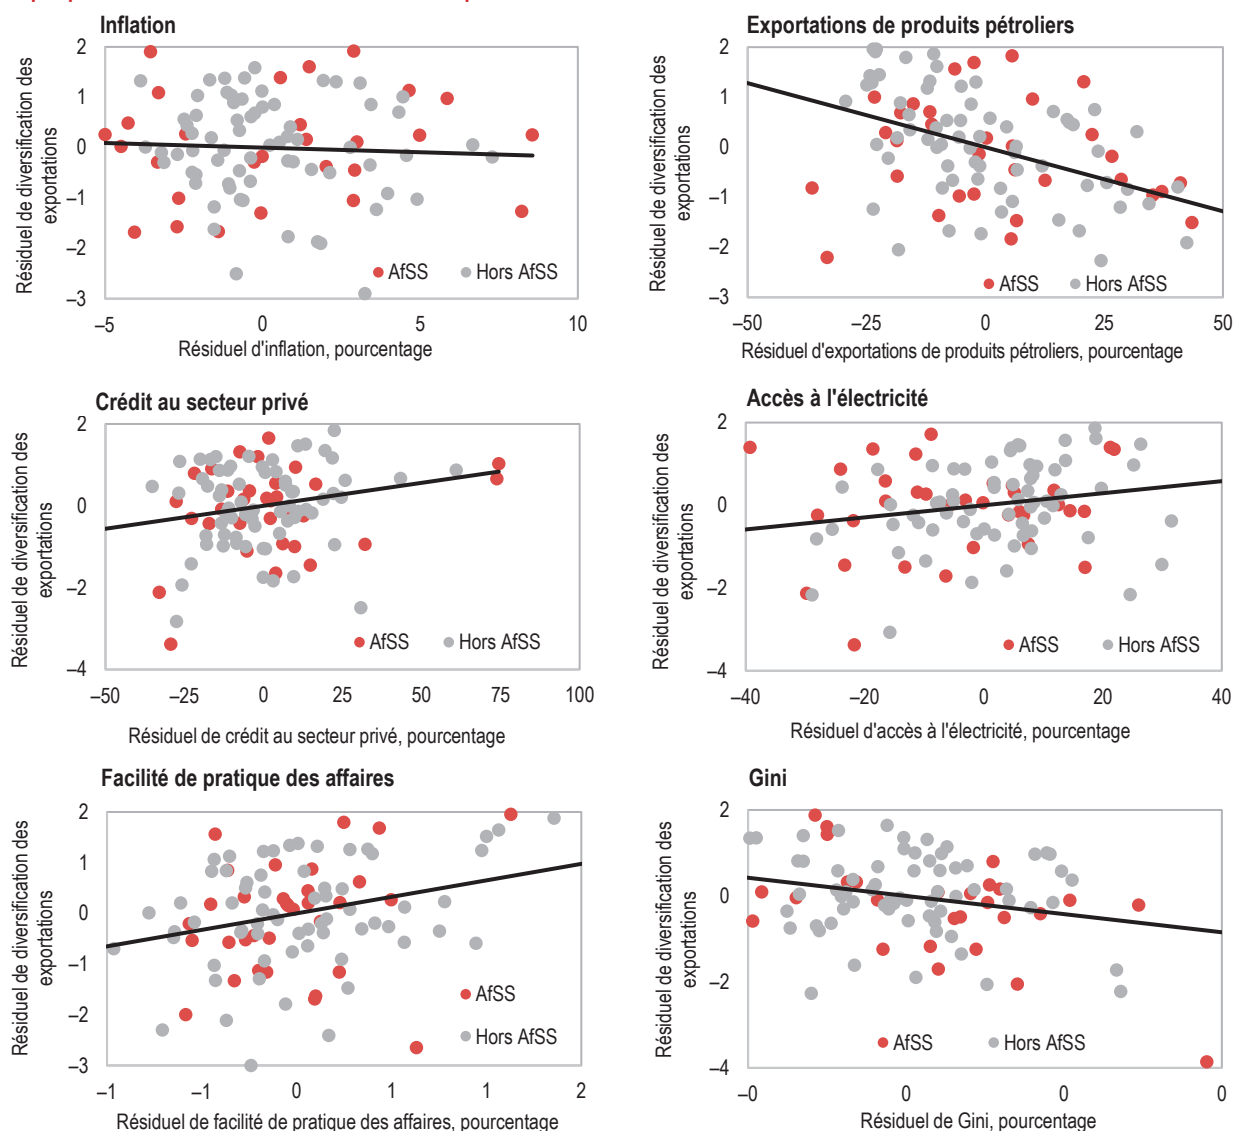 Inflation
Résiduel de diversification des
exportations
2
1
0
–1
–2
–3
AfSS
Hors AfSS
–5
0
5
10
Résiduel d'inflation, pourcentage
Exportations de produits pétroliers
Résiduel de diversification des
exportations
2
1
0
–1
–2
–3
AfSS
Hors AfSS
–50
–25
0
25
50
Résiduel d'exportations de produits pétroliers, pourcentage
Crédit au secteur privé
Résiduel de diversification des
exportations
2
0
–2
–4
AfSS
Hors AfSS
–50
–25
0
25
50
75
100
Résiduel de crédit au secteur privé, pourcentage
Accès à l'électricité
Résiduel de diversification des
exportations
2
0
–2
–4
AfSS
Hors AfSS
–40
–20
0
20
40
Résiduel d'accès à l'électricité, pourcentage
Facilité de pratique des affaires
Résiduel de diversification des
exportations
2
1
0
–1
–2
–3
AfSS
Hors AfSS
–1
–1
0
1
1
2
Résiduel de facilité de pratique des affaires, pourcentage
Gini
Résiduel de diversification des
exportations
2
0
–2
–4
AfSS
Hors AfSS
–0
0
0
0
Résiduel de Gini, pourcentage